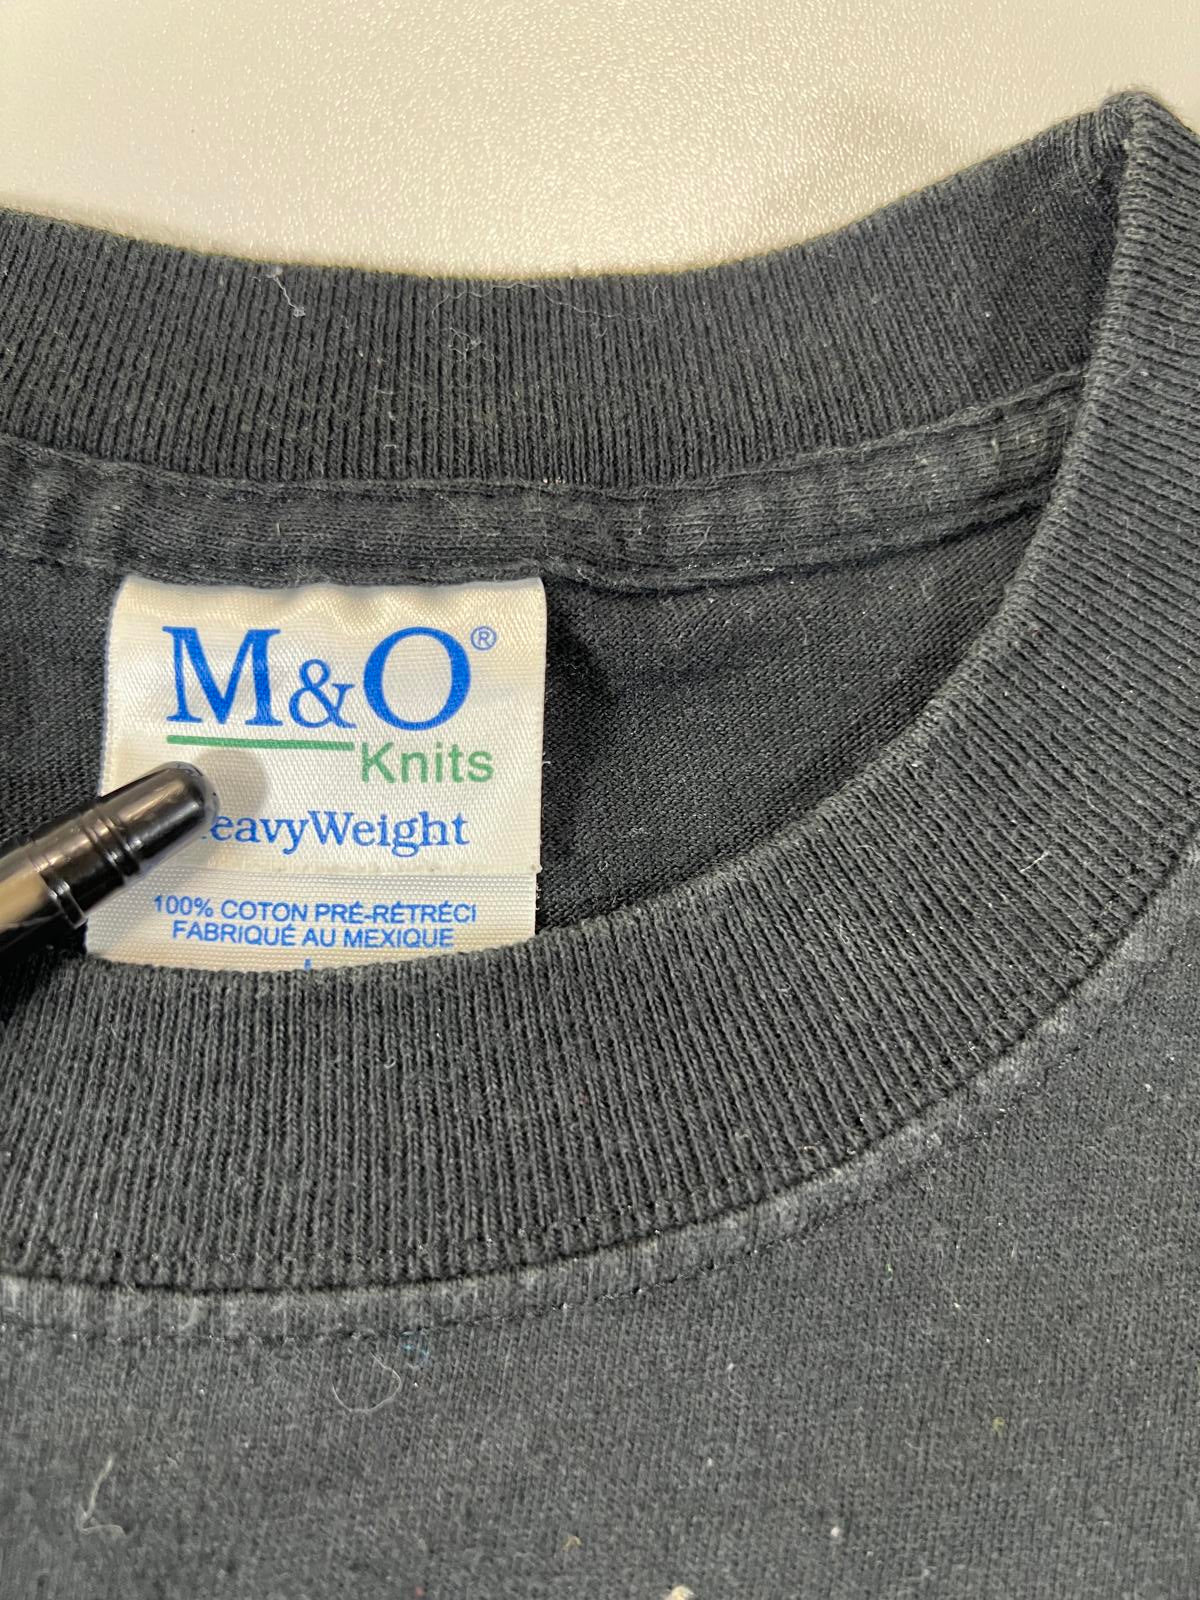 M&O®
Knits
eavyWeight
100% COTON PRÉ-RÉTRÉCI
FABRIQUÉ AU MEXIQUE